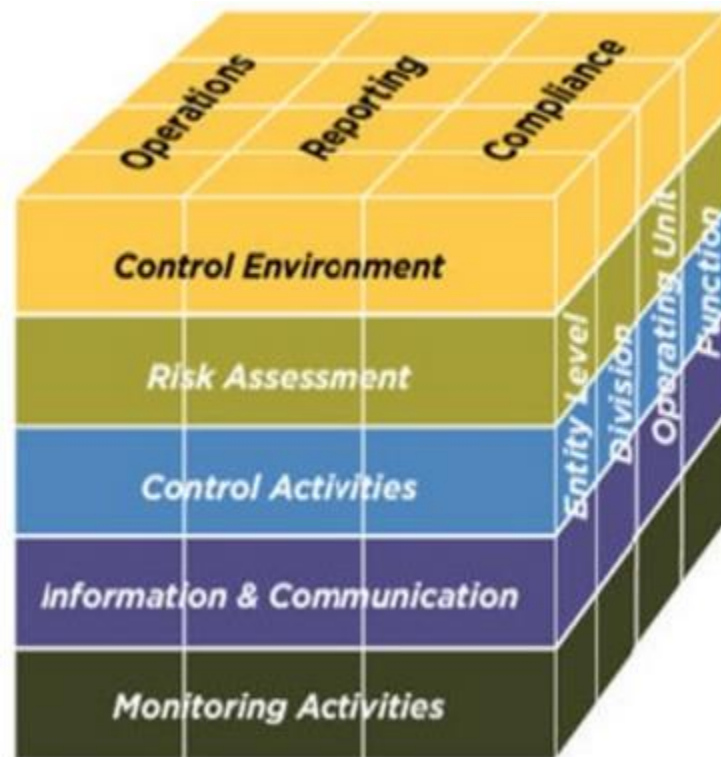 Operations
Reporting
Compliance
Control Environment
Risk Assessment
Control Activities
Information & Communication
Monitoring Activities
Entity Level
Division
Operating Unit
Function